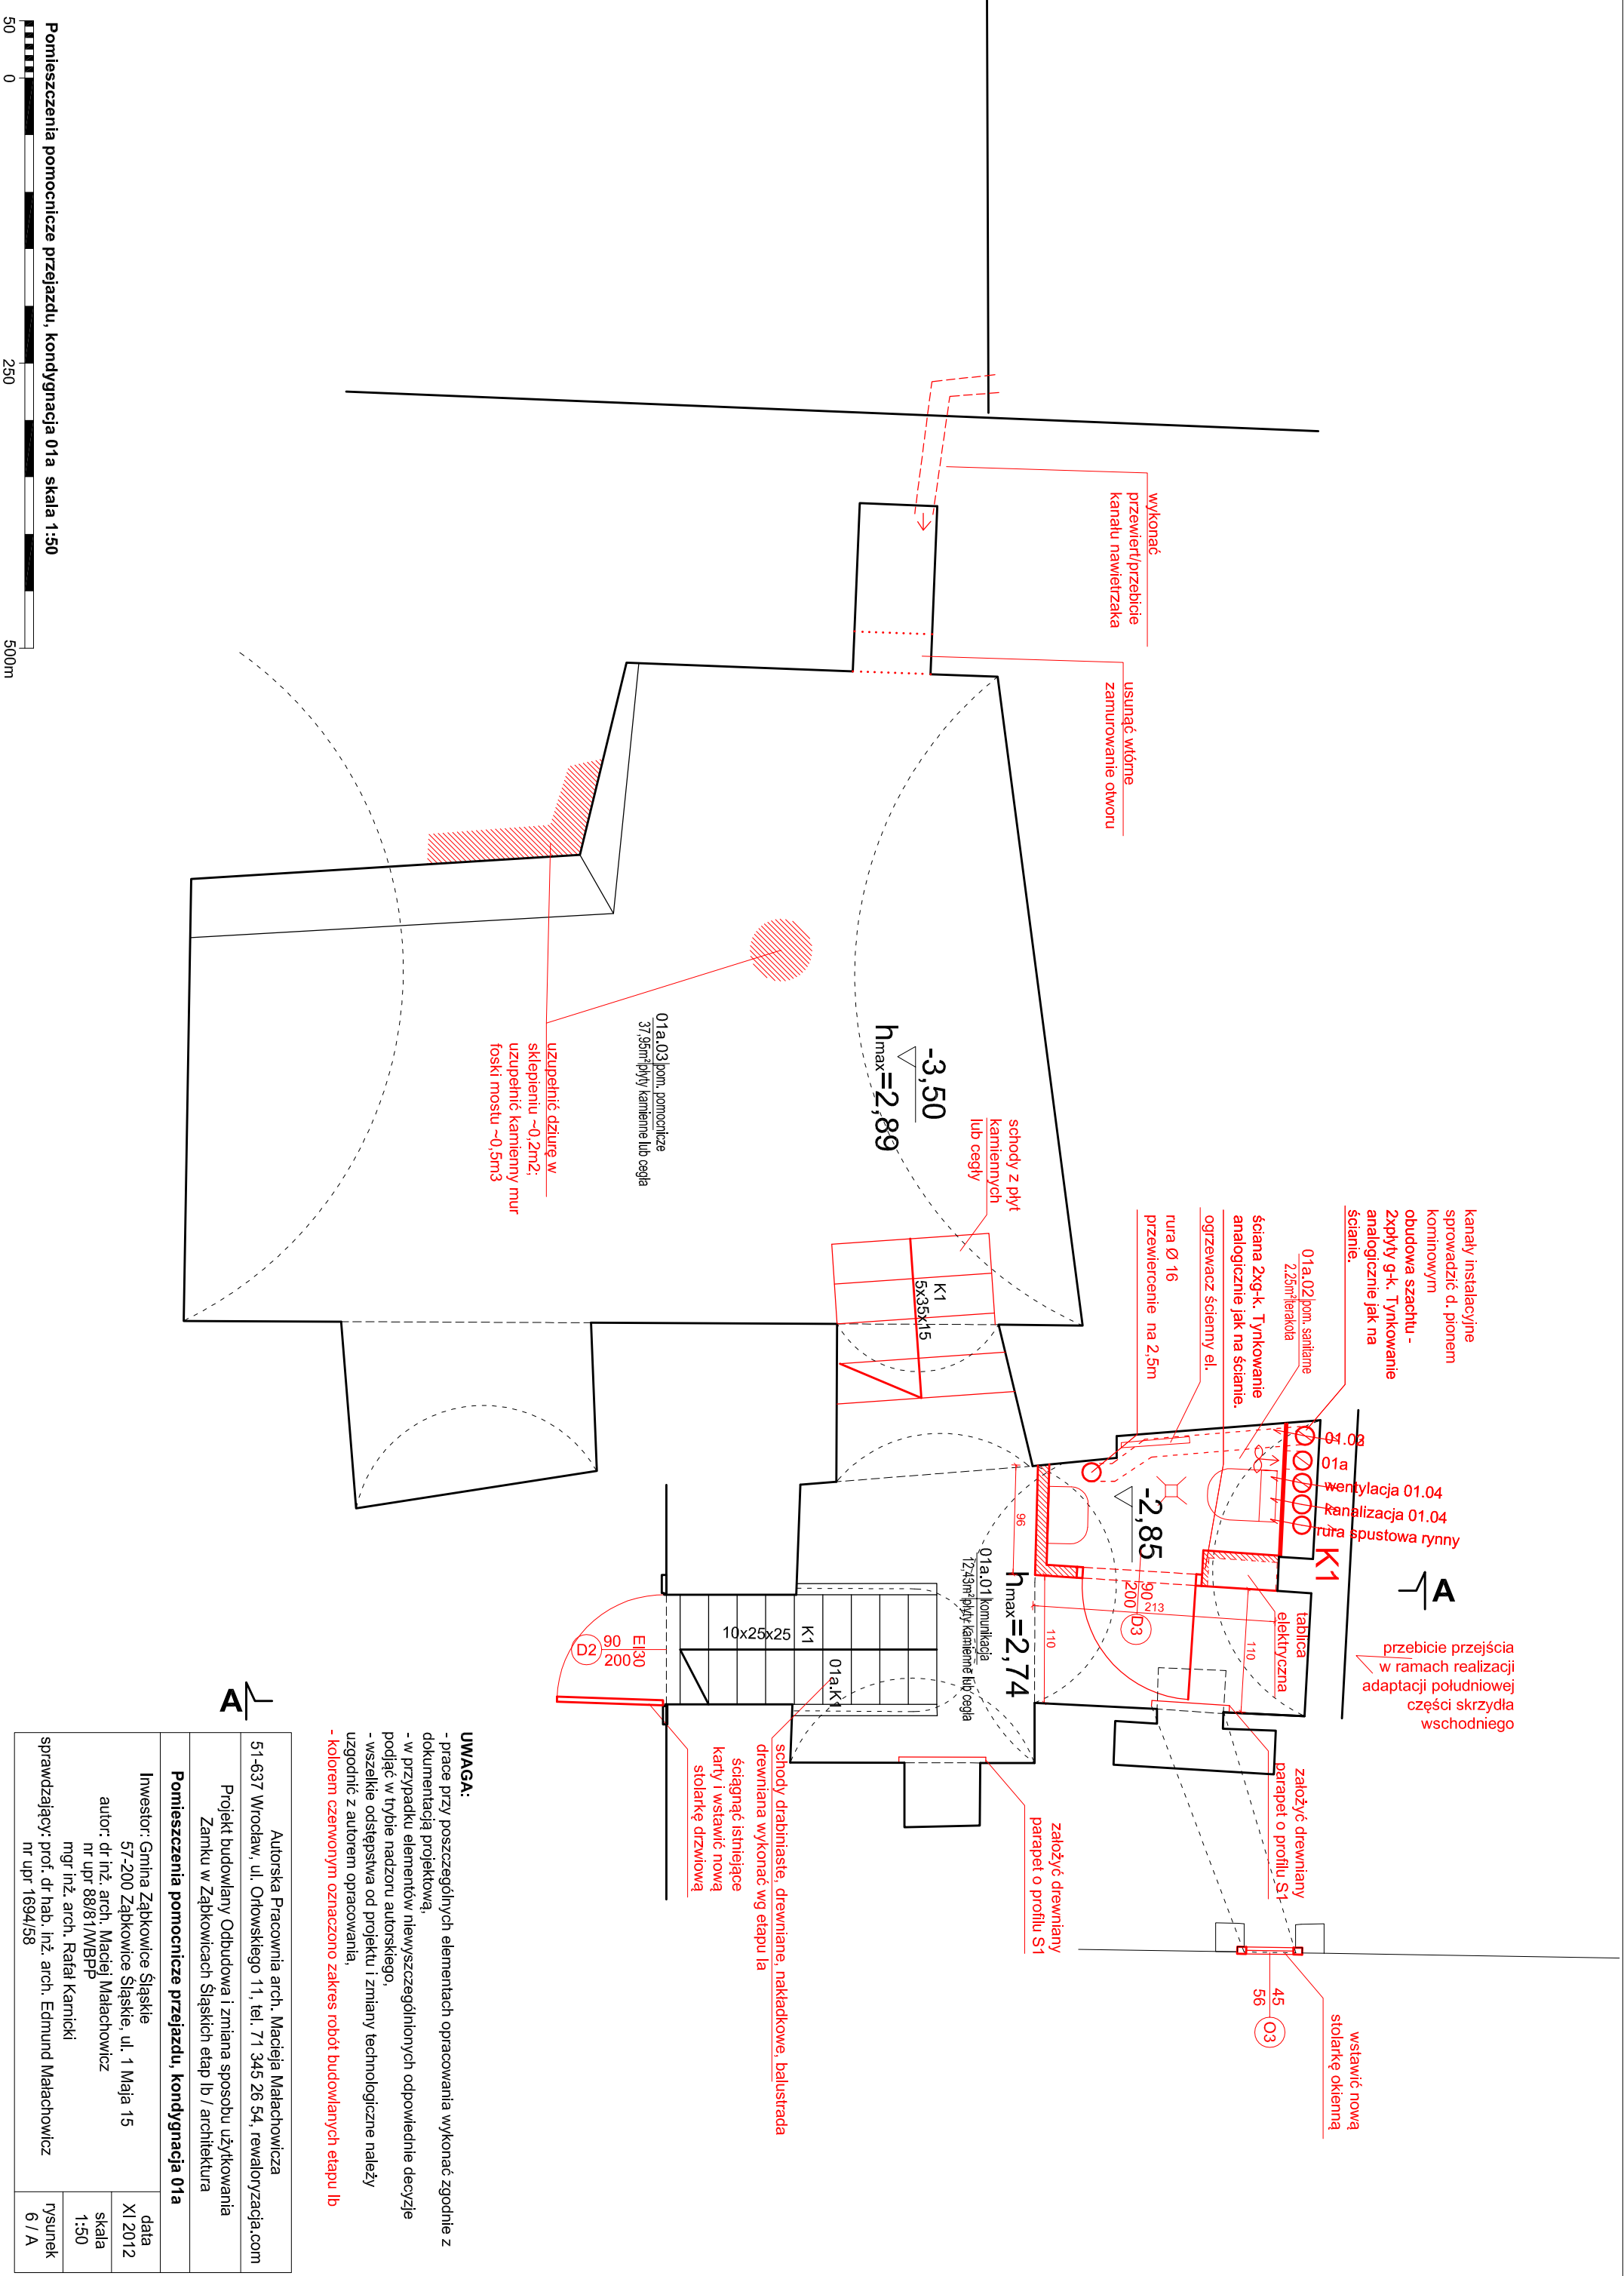 Pomieszczenia pomocnicze przejazdu, kondygnacja 01a skala 1:50
50
0
250
500m
wykonać
przewiert/przebicie
kanału nawietrzaka
usunąć wtórne
zamurowanie otworu
-3,50
hmax=2,89
01a.03 pom. pomocnicze
37,95m² płyty kamienne lub cegła
uzupełnić dziurę w
sklepieniu ~0,2m2;
uzupełnić kamienny mur
foski mostu ~0,5m3
schody z płyt
kamiennych
lub cegły
K1
5x35x15
kanały instalacyjne
sprowadzić d. pionem
kominowym
obudowa szachtu -
2xpłyty g-k. Tynkowanie
analogicznie jak na
ścianie.
01a.02 pom. sanitarne
2,25m² terakota
ściana 2xg-k. Tynkowanie
analogicznie jak na ścianie.
ogrzewacz ścienny el.
rura Ø 16
przewiercenie na 2,5m
01.03
01a
wentylacja 01.04
kanalizacja 01.04
rura spustowa rynny
K1
A
-2,85
90
200
D3
213
96
110
110
tablica
elektryczna
przebicie przejścia
w ramach realizacji
adaptacji południowej
części skrzydła
wschodniego
hmax=2,74
01a.01 komunikacja
12,43m² płyty kamienne lub cegła
K1
10x25x25
01a.K1
EI30
90
200
D2
założyć drewniany
parapet o profilu S1
założyć drewniany
parapet o profilu S1
wstawić nową
stolarkę okienną
45
56
O3
schody drabiniaste, drewniane, nakładkowe, balustrada
drewniana wykonać wg etapu Ia
ściągnąć istniejące
karty i wstawić nową
stolarkę drzwiową
A
UWAGA:
- prace przy poszczególnych elementach opracowania wykonać zgodnie z
dokumentacją projektową,
- w przypadku elementów niewyszczególnionych odpowiednie decyzje
podjąć w trybie nadzoru autorskiego,
- wszelkie odstępstwa od projektu i zmiany technologiczne należy
uzgodnić z autorem opracowania,
- kolorem czerwonym oznaczono zakres robót budowlanych etapu Ib
Autorska Pracownia arch. Macieja Małachowicza
51-637 Wrocław, ul. Orłowskiego 11, tel. 71 345 26 54, rewaloryzacja.com
Projekt budowlany Odbudowa i zmiana sposobu użytkowania
Zamku w Ząbkowicach Śląskich etap Ib / architektura
Pomieszczenia pomocnicze przejazdu, kondygnacja 01a
Inwestor: Gmina Ząbkowice Śląskie
57-200 Ząbkowice Śląskie, ul. 1 Maja 15
autor: dr inż. arch. Maciej Małachowicz
nr upr 88/81/WBPP
mgr inż. arch. Rafał Karnicki
sprawdzający: prof. dr hab. inż. arch. Edmund Małachowicz
nr upr 1694/58
data
XI 2012
skala
1:50
rysunek
6 / A